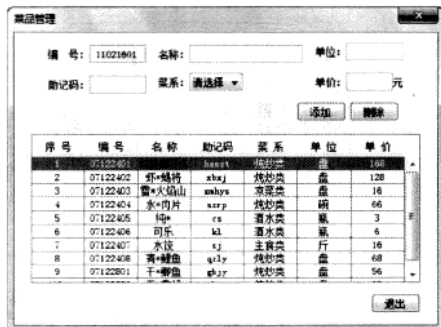 菜品管理
编 号: 11021601 名称: 单位:
助记码: 菜系: 请选择 单价: 元
添加 删除
序 号 编 号 名 称 助记码 菜 系 单 位 单 价
1 07122401 炖炒类 盘 168
2 07122402 虾*蟠将 xbxj 炖炒类 盘 128
3 07122403 雪*火焰山 xmhys 京菜类 盘 16
4 07122404 水*肉片 szrp 炖炒类 碗 66
5 07122405 纯* cs 酒水类 瓶 3
6 07122406 可乐 kl 酒水类 瓶 6
7 07122407 水饺 sj 主食类 斤 16
8 07122408 清*鲤鱼 qzly 炖炒类 盘 68
9 07122801 干*鲫鱼 gbjy 炖炒类 盘 56
退出